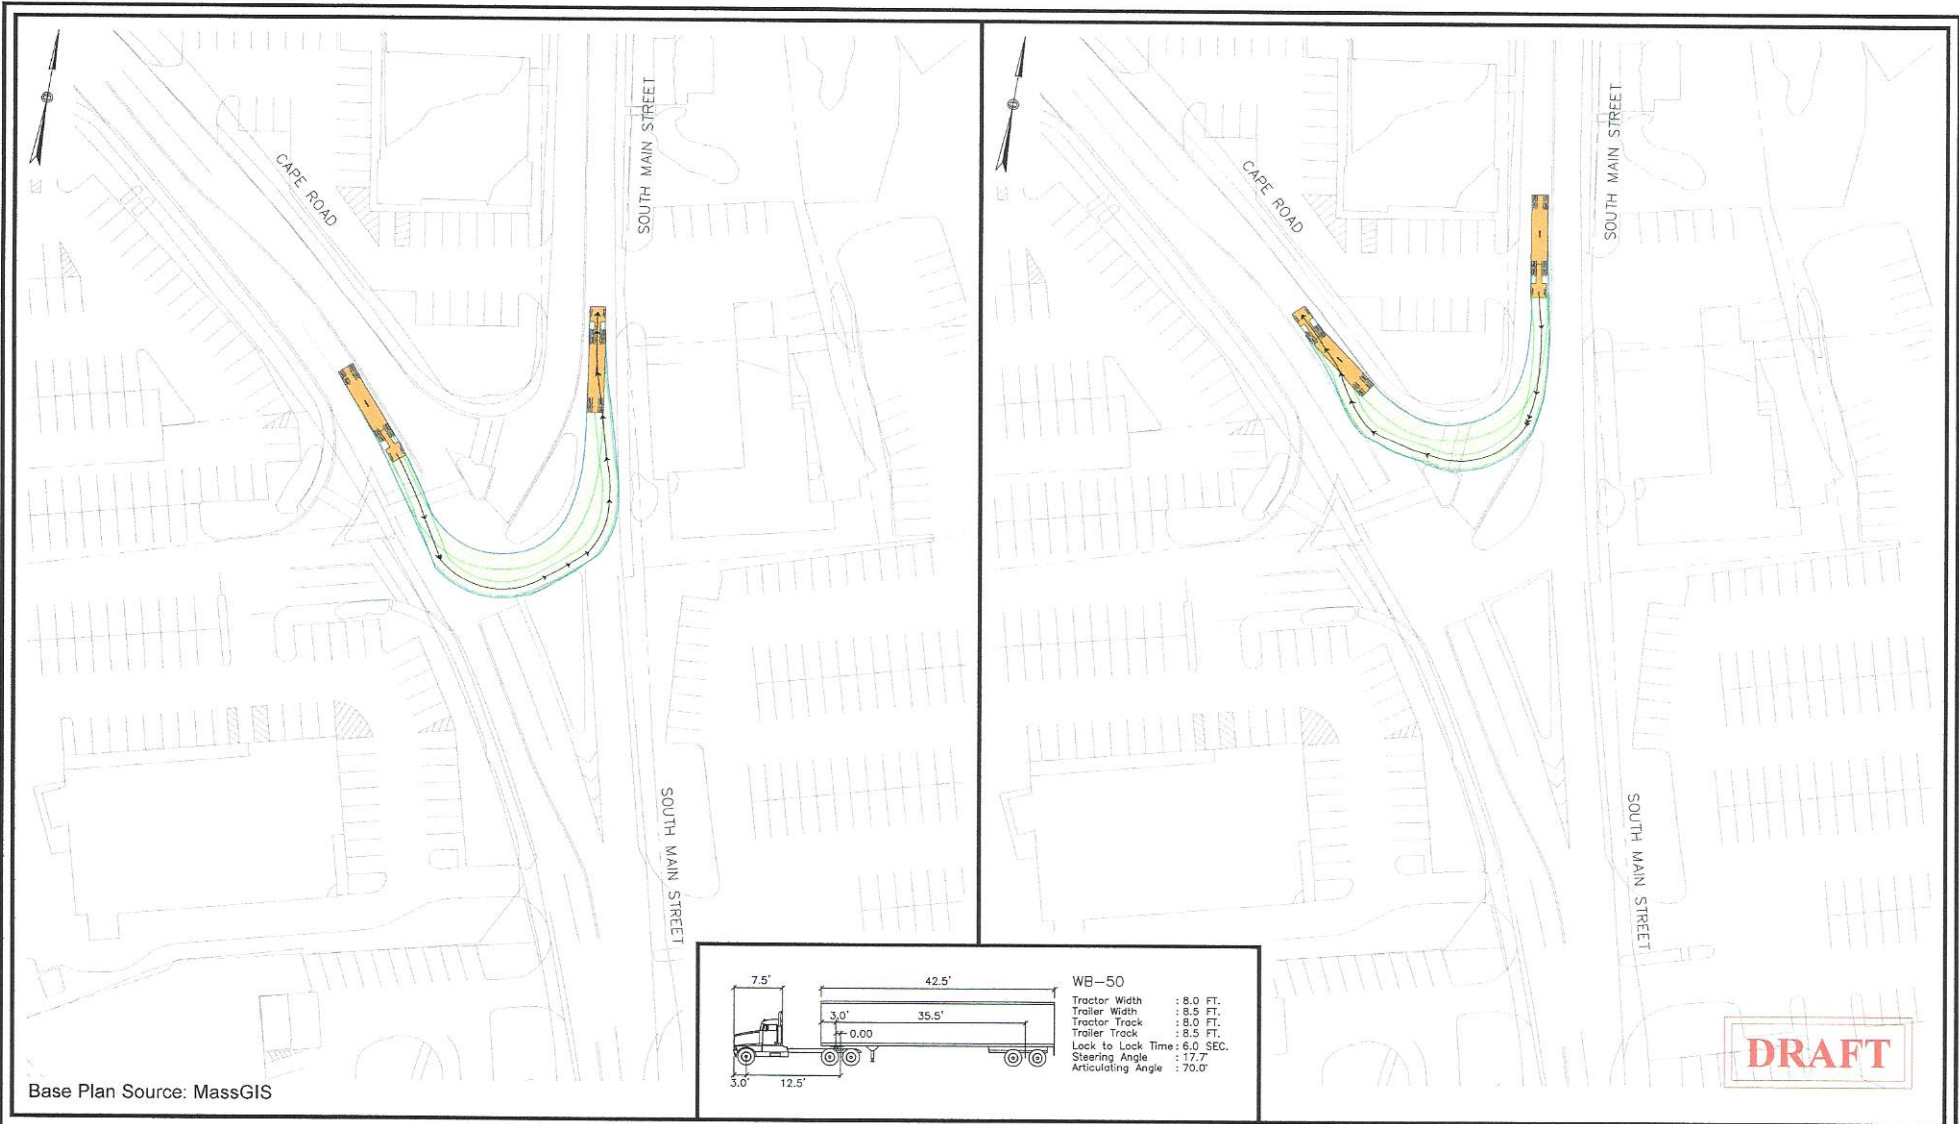 CAPE ROAD
SOUTH MAIN STREET
SOUTH MAIN STREET
CAPE ROAD
SOUTH MAIN STREET
SOUTH MAIN STREET
Base Plan Source: MassGIS
7.5'
42.5'
3.0'
35.5'
0.00
3.0'
12.5'
WB-50
Tractor Width : 8.0 FT.
Trailer Width : 8.5 FT.
Tractor Track : 8.0 FT.
Trailer Track : 8.5 FT.
Lock to Lock Time : 6.0 SEC.
Steering Angle : 17.7°
Articulating Angle : 70.0°
DRAFT